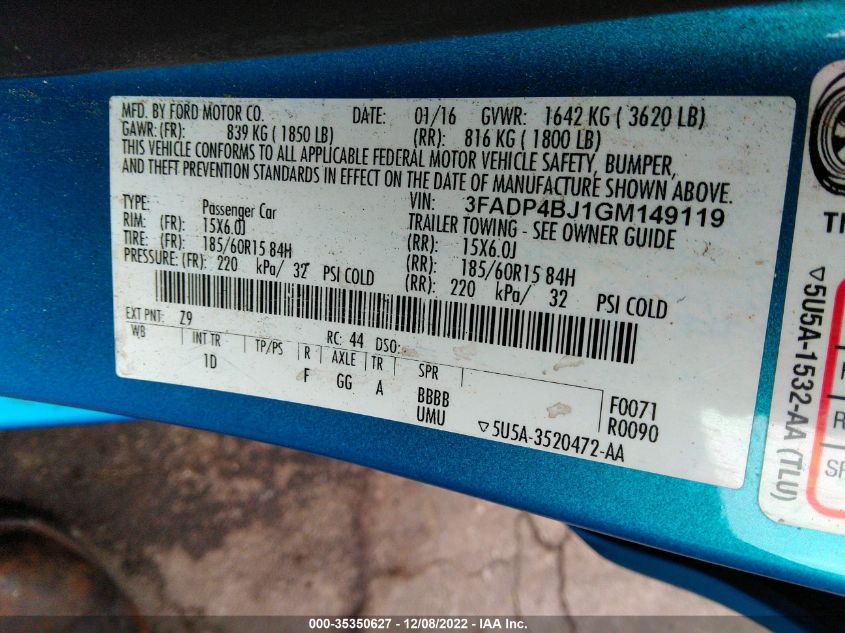 MFD. BY FORD MOTOR CO. DATE: 01/16 GVWR: 1642 KG ( 3620 LB)
GAWR: (FR): 839 KG ( 1850 LB) (RR): 816 KG ( 1800 LB)
THIS VEHICLE CONFORMS TO ALL APPLICABLE FEDERAL MOTOR VEHICLE SAFETY, BUMPER,
AND THEFT PREVENTION STANDARDS IN EFFECT ON THE DATE OF MANUFACTURE SHOWN ABOVE.
VIN: 3FADP4BJ1GM149119
TYPE: Passenger Car TRAILER TOWING - SEE OWNER GUIDE
RIM: (FR): 15X6.0J (RR): 15X6.0J
TIRE: (FR): 185/60R15 84H (RR): 185/60R15 84H
PRESSURE: (FR): 220 kPa/ 32 PSI COLD (RR): 220 kPa/ 32 PSI COLD
EXT PNT: Z9 RC: 44 DSO:
WB INT TR TP/PS R AXLE TR SPR
1D F GG A BBBB F0071
UMU R0090
▽5U5A-3520472-AA
TI
▽5U5A-1532-AA (TLU)
R
SP
000-35350627 - 12/08/2022 - IAA Inc.